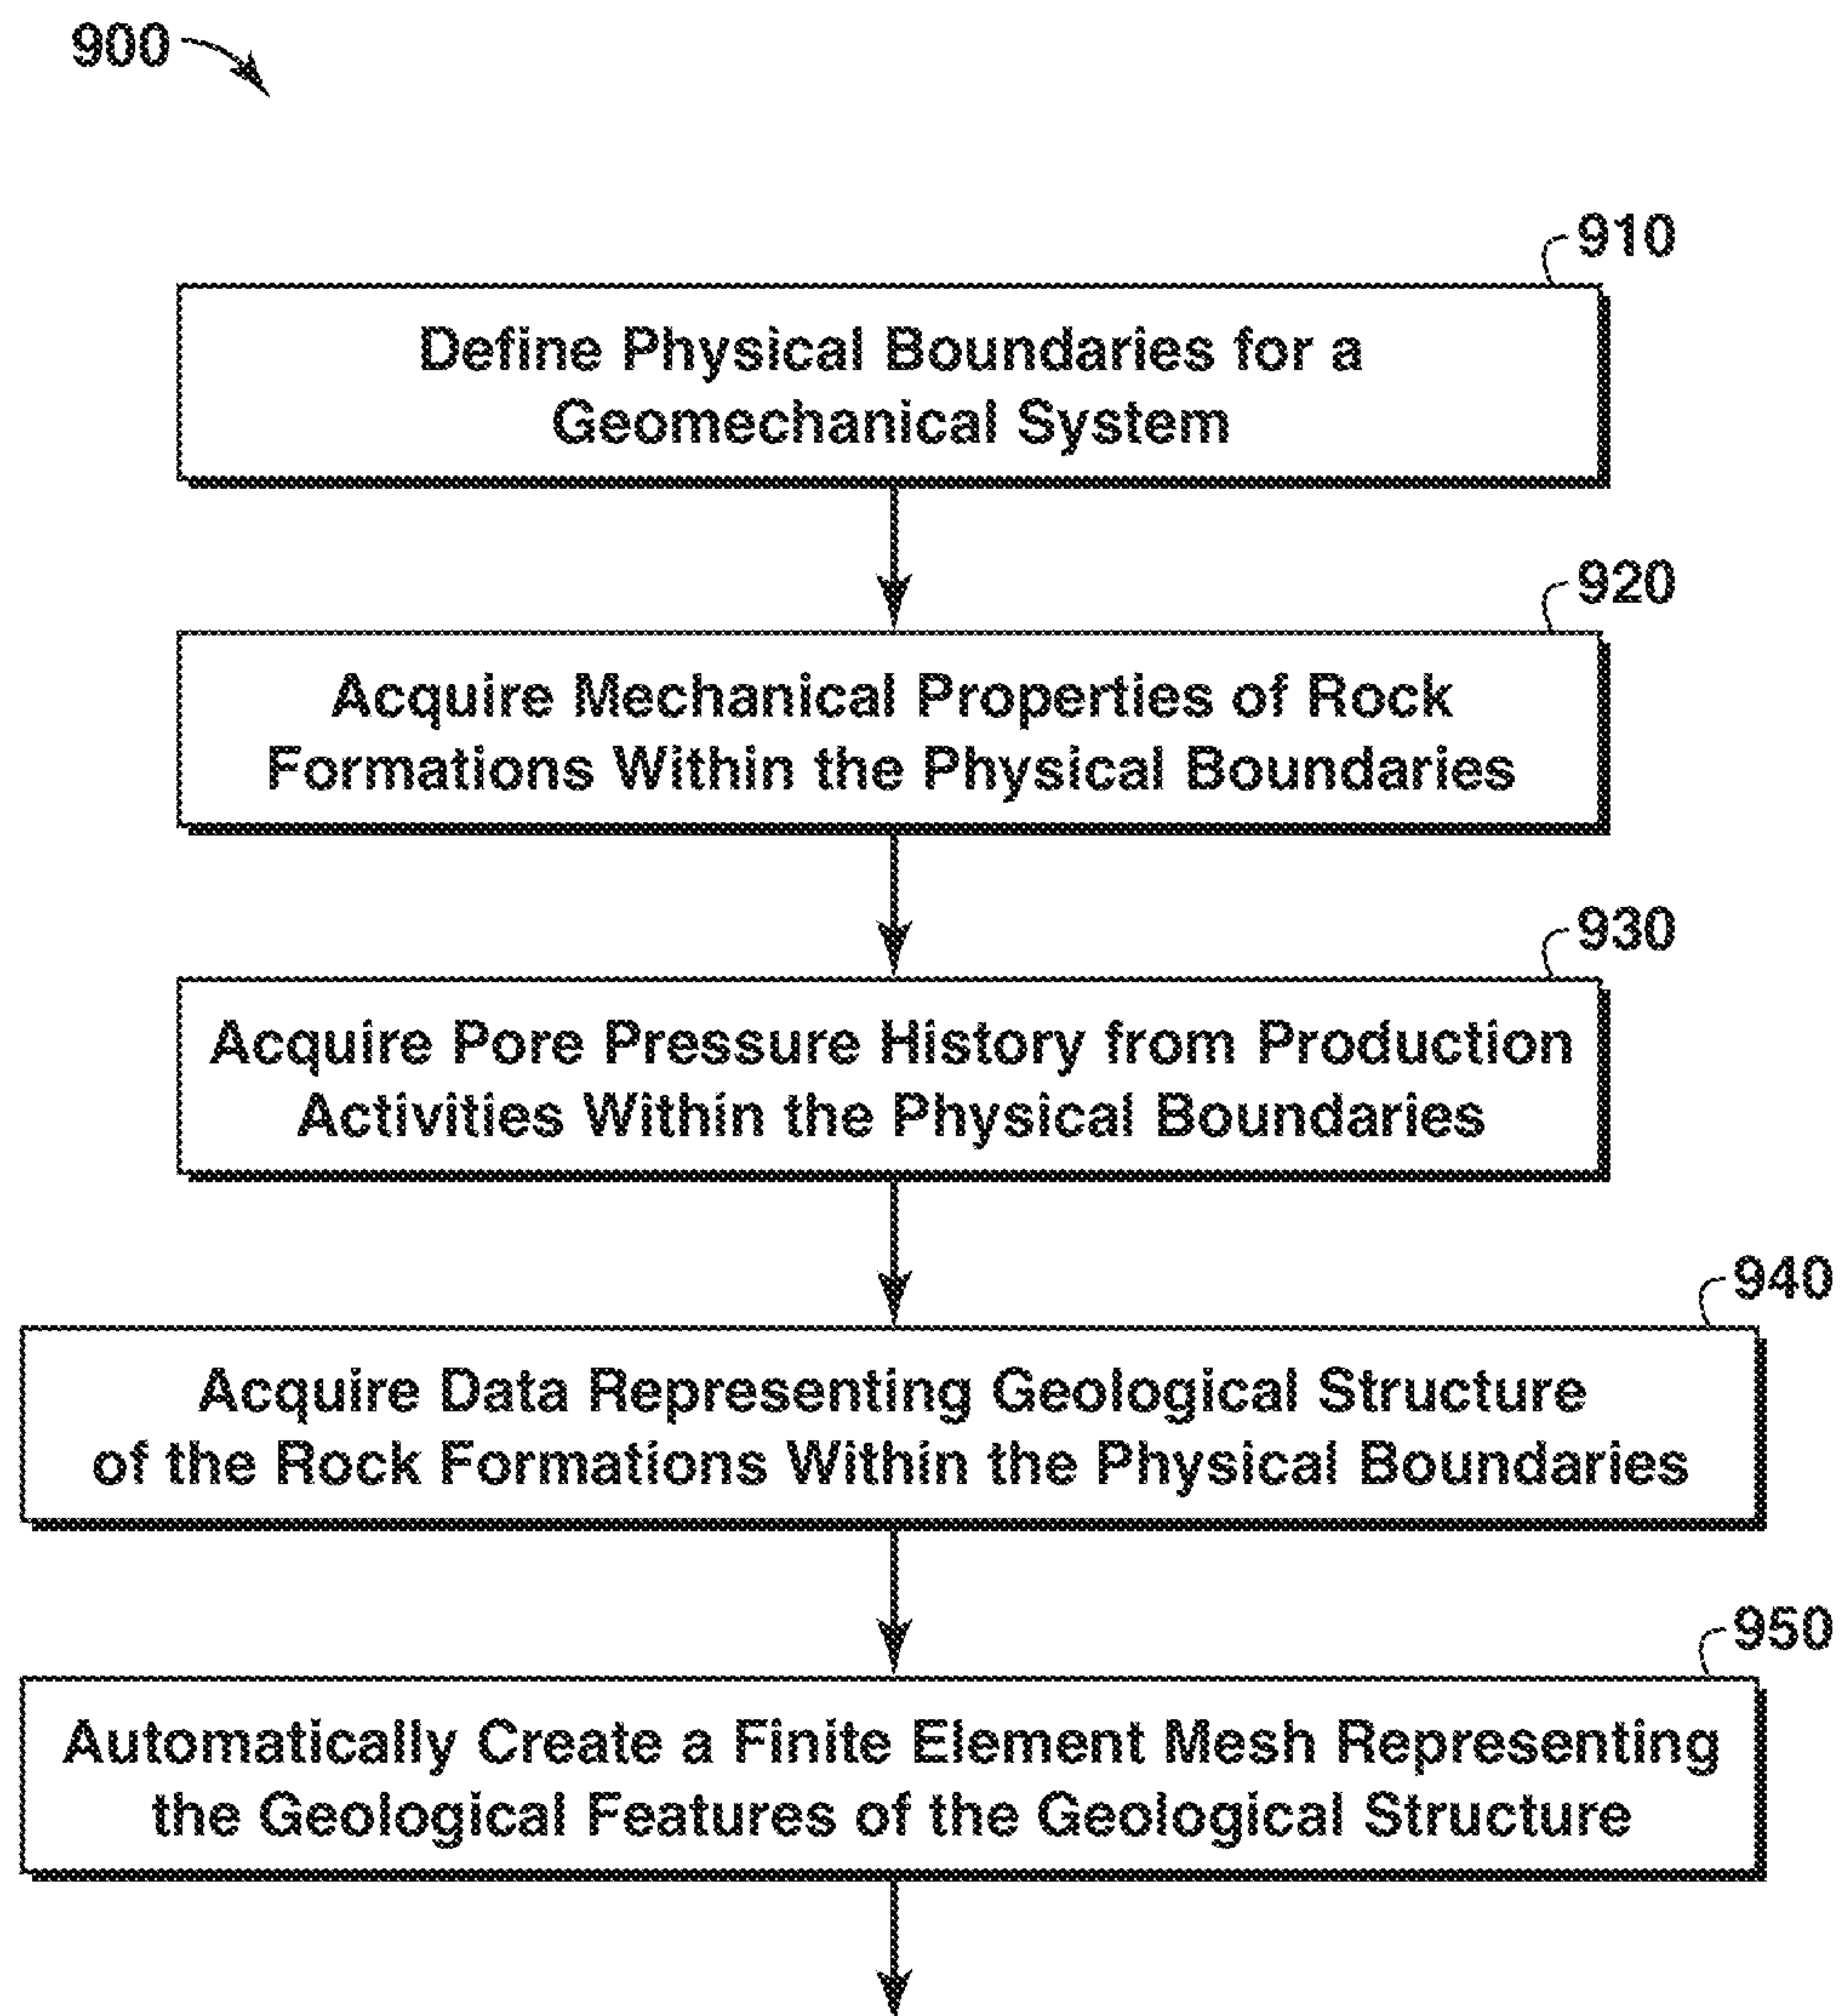 900
910
Define Physical Boundaries for a
Geomechanical System
920
Acquire Mechanical Properties of Rock
Formations Within the Physical Boundaries
930
Acquire Pore Pressure History from Production
Activities Within the Physical Boundaries
940
Acquire Data Representing Geological Structure
of the Rock Formations Within the Physical Boundaries
950
Automatically Create a Finite Element Mesh Representing
the Geological Features of the Geological Structure